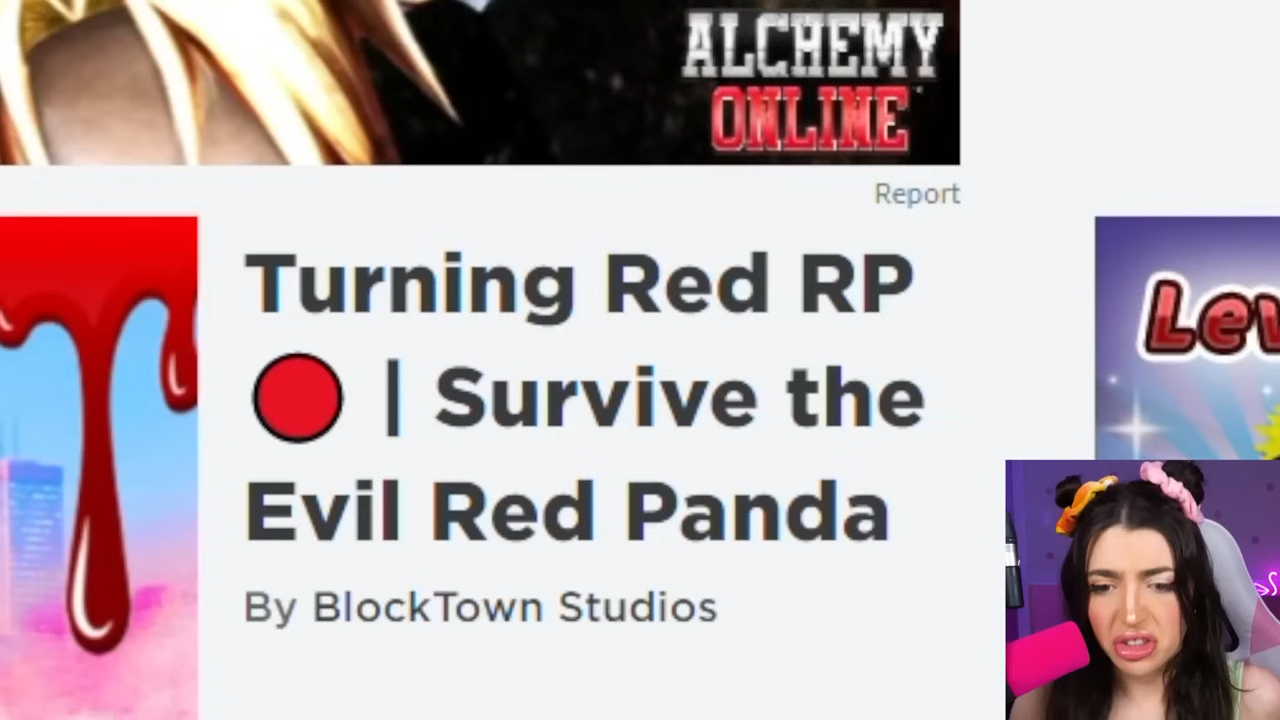 ALCHEMY
ONLINE
Report
Turning Red RP
🔴 | Survive the
Evil Red Panda
By BlockTown Studios